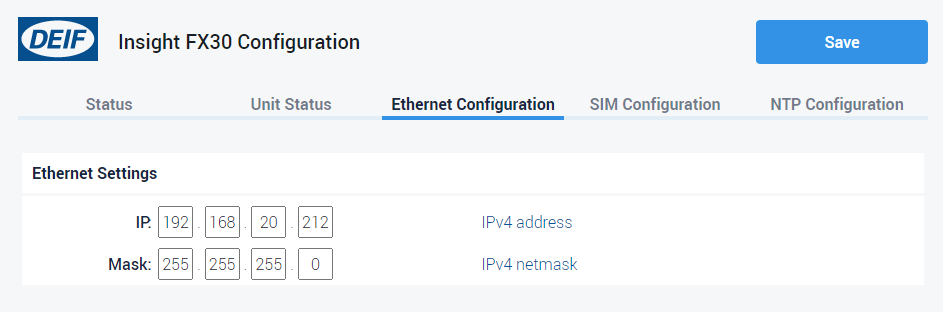 DEIF Insight FX30 Configuration Save
Status Unit Status Ethernet Configuration SIM Configuration NTP Configuration
Ethernet Settings
IP: 192 . 168 . 20 . 212 IPv4 address
Mask: 255 . 255 . 255 . 0 IPv4 netmask